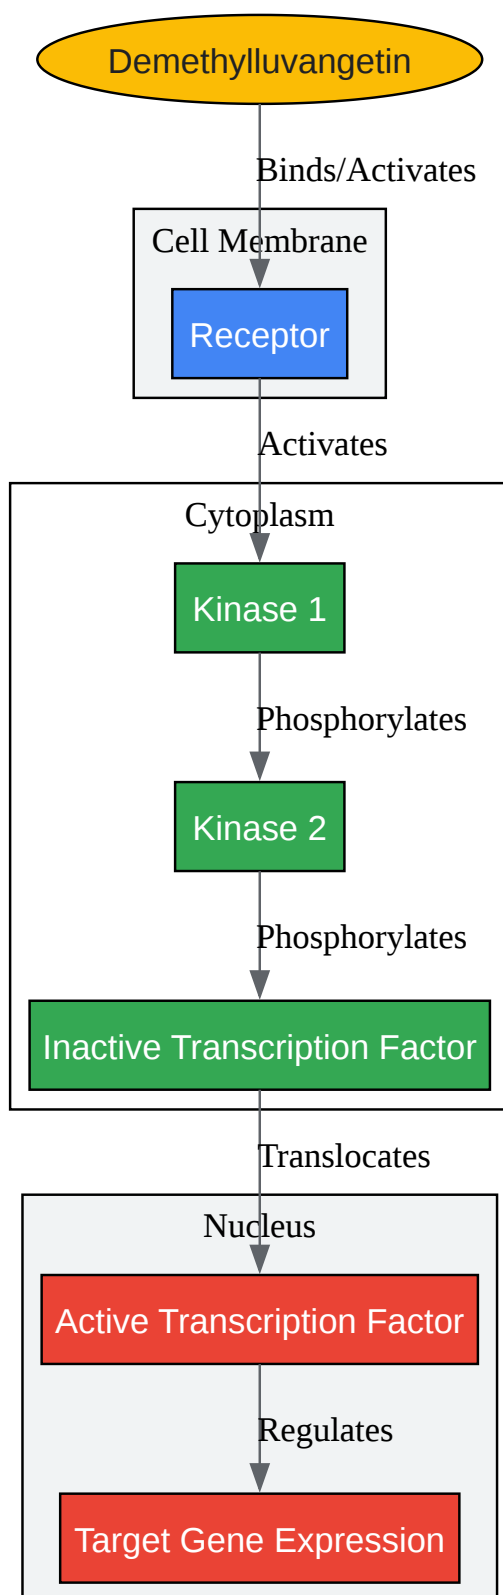 Demethylluvangetin
Binds/Activates
Cell Membrane
Receptor
Activates
Cytoplasm
Kinase 1
Phosphorylates
Kinase 2
Phosphorylates
Inactive Transcription Factor
Translocates
Nucleus
Active Transcription Factor
Regulates
Target Gene Expression